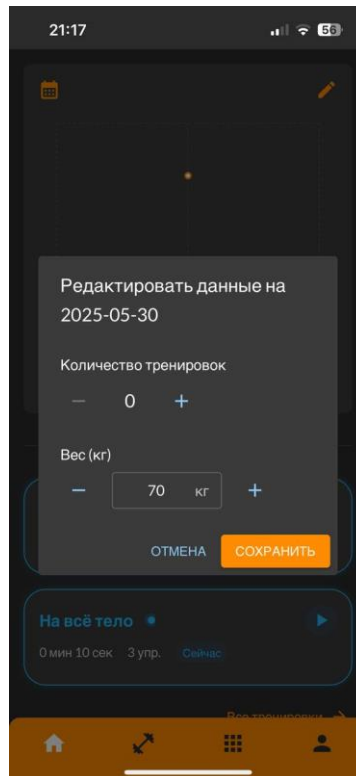 21:17
56
Редактировать данные на
2025-05-30
Количество тренировок
0
Вес (кг)
70 кг
ОТМЕНА СОХРАНИТЬ
На всё тело
0 мин 10 сек 3 упр. Сейчас
Все тренировки